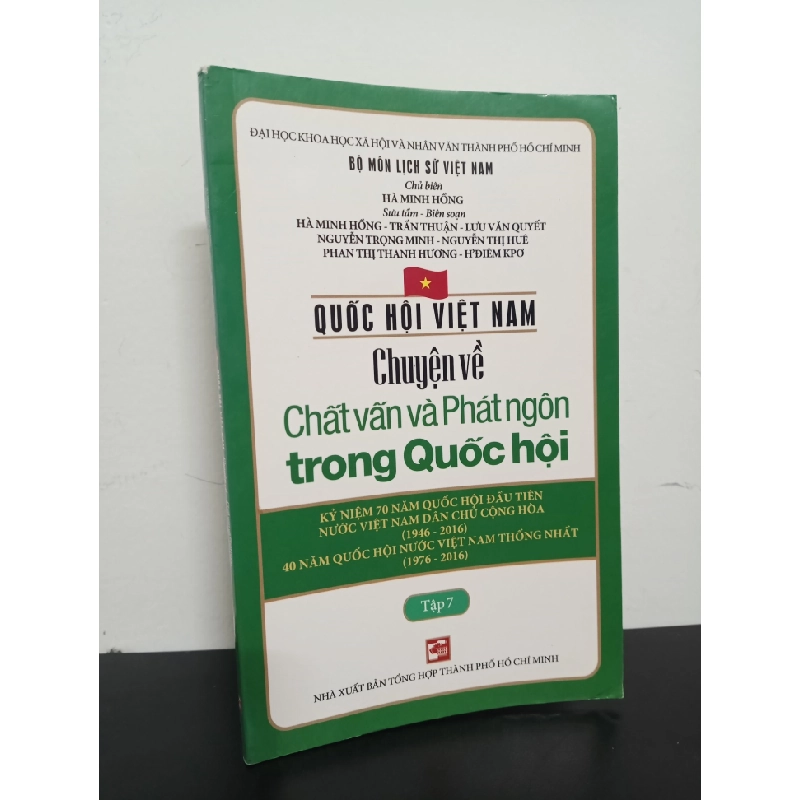 ĐẠI HỌC KHOA HỌC XÃ HỘI VÀ NHÂN VĂN THÀNH PHỐ HỒ CHÍ MINH
BỘ MÔN LỊCH SỬ VIỆT NAM
Chủ biên
HÀ MINH HỒNG
Sưu tầm - Biên soạn
HÀ MINH HỒNG - TRẦN THUẬN - LƯU VĂN QUYẾT
NGUYỄN TRỌNG MINH - NGUYỄN THỊ HUÊ
PHAN THỊ THANH HƯƠNG - H'ĐIÊM KPƠ
QUỐC HỘI VIỆT NAM
Chuyện về
Chất vấn và Phát ngôn
trong Quốc hội
KỶ NIỆM 70 NĂM QUỐC HỘI ĐẦU TIÊN
NƯỚC VIỆT NAM DÂN CHỦ CỘNG HÒA
(1946 - 2016)
40 NĂM QUỐC HỘI NƯỚC VIỆT NAM THỐNG NHẤT
(1976 - 2016)
Tập 7
NHÀ XUẤT BẢN TỔNG HỢP THÀNH PHỐ HỒ CHÍ MINH